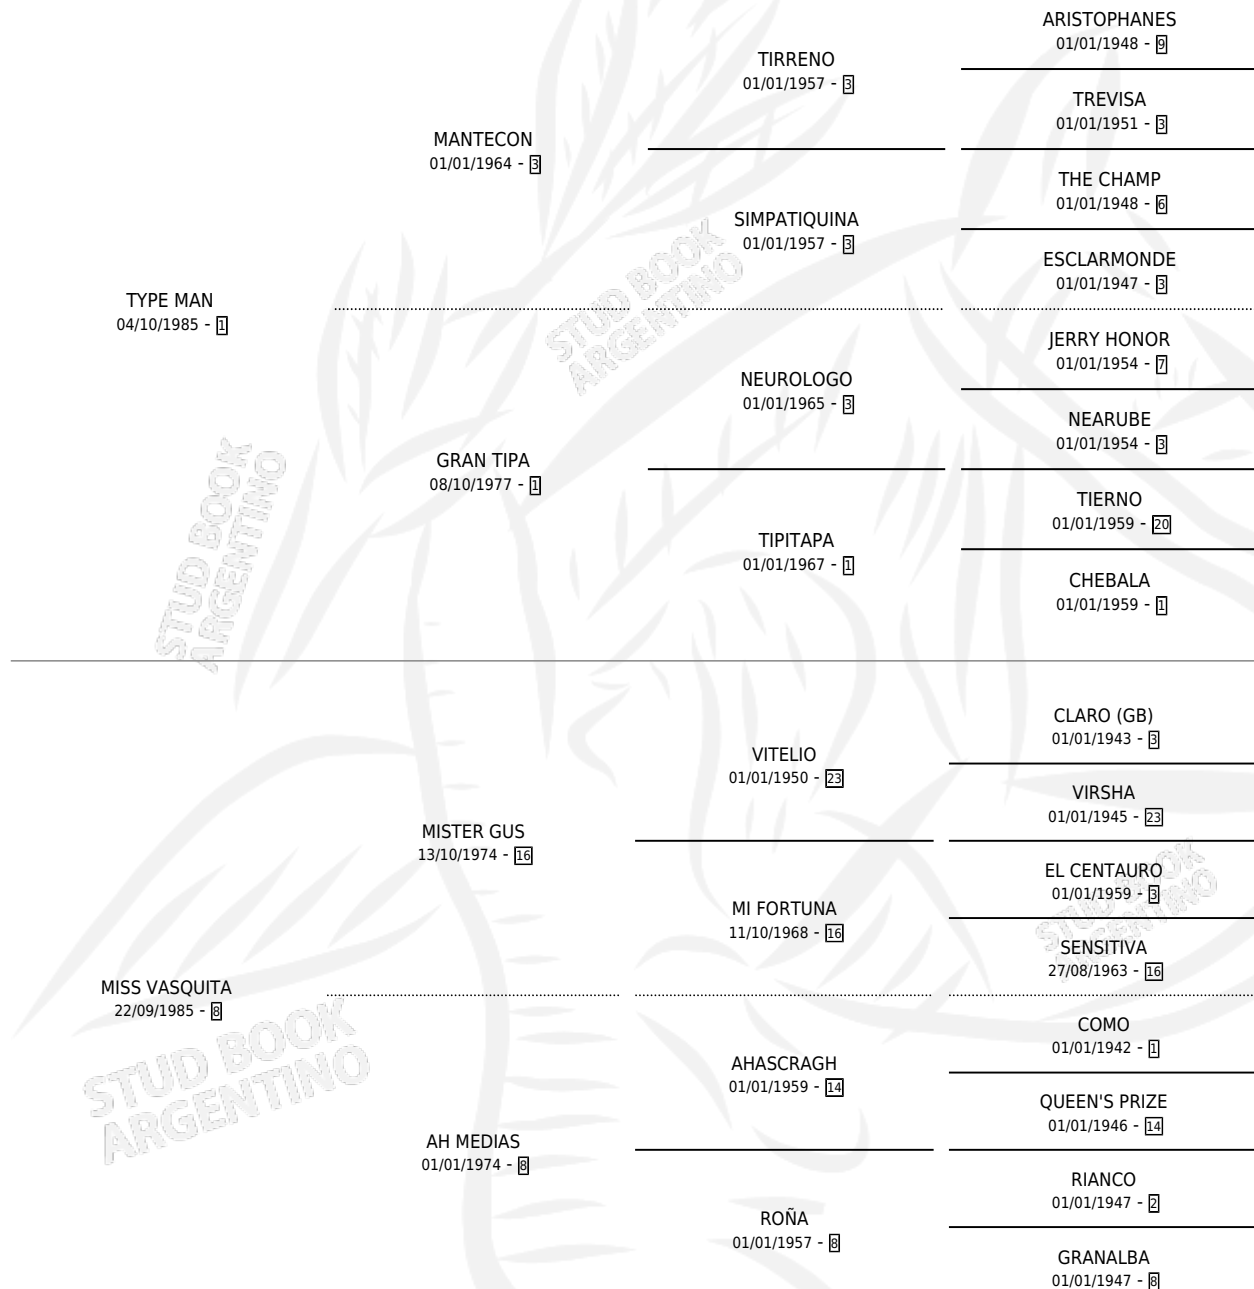 TYPE MAN
04/10/1985 - 1
MANTECON
01/01/1964 - 3
TIRRENO
01/01/1957 - 3
ARISTOPHANES
01/01/1948 - 9
TREVISA
01/01/1951 - 3
SIMPATIQUINA
01/01/1957 - 3
THE CHAMP
01/01/1948 - 6
ESCLARMONDE
01/01/1947 - 3
GRAN TIPA
08/10/1977 - 1
NEUROLOGO
01/01/1965 - 3
JERRY HONOR
01/01/1954 - 7
NEARUBE
01/01/1954 - 3
TIPITAPA
01/01/1967 - 1
TIERNO
01/01/1959 - 20
CHEBALA
01/01/1959 - 1
MISS VASQUITA
22/09/1985 - 8
MISTER GUS
13/10/1974 - 16
VITELIO
01/01/1950 - 23
CLARO (GB)
01/01/1943 - 3
VIRSHA
01/01/1945 - 23
MI FORTUNA
11/10/1968 - 16
EL CENTAURO
01/01/1959 - 3
SENSITIVA
27/08/1963 - 16
AH MEDIAS
01/01/1974 - 8
AHASCRAGH
01/01/1959 - 14
COMO
01/01/1942 - 1
QUEEN'S PRIZE
01/01/1946 - 14
ROÑA
01/01/1957 - 8
RIANCO
01/01/1947 - 2
GRANALBA
01/01/1947 - 8
STUD BOOK
ARGENTINO
STUD BOOK
ARGENTINO
STUD BOOK
ARGENTINO
STUD BOOK
ARGENTINO